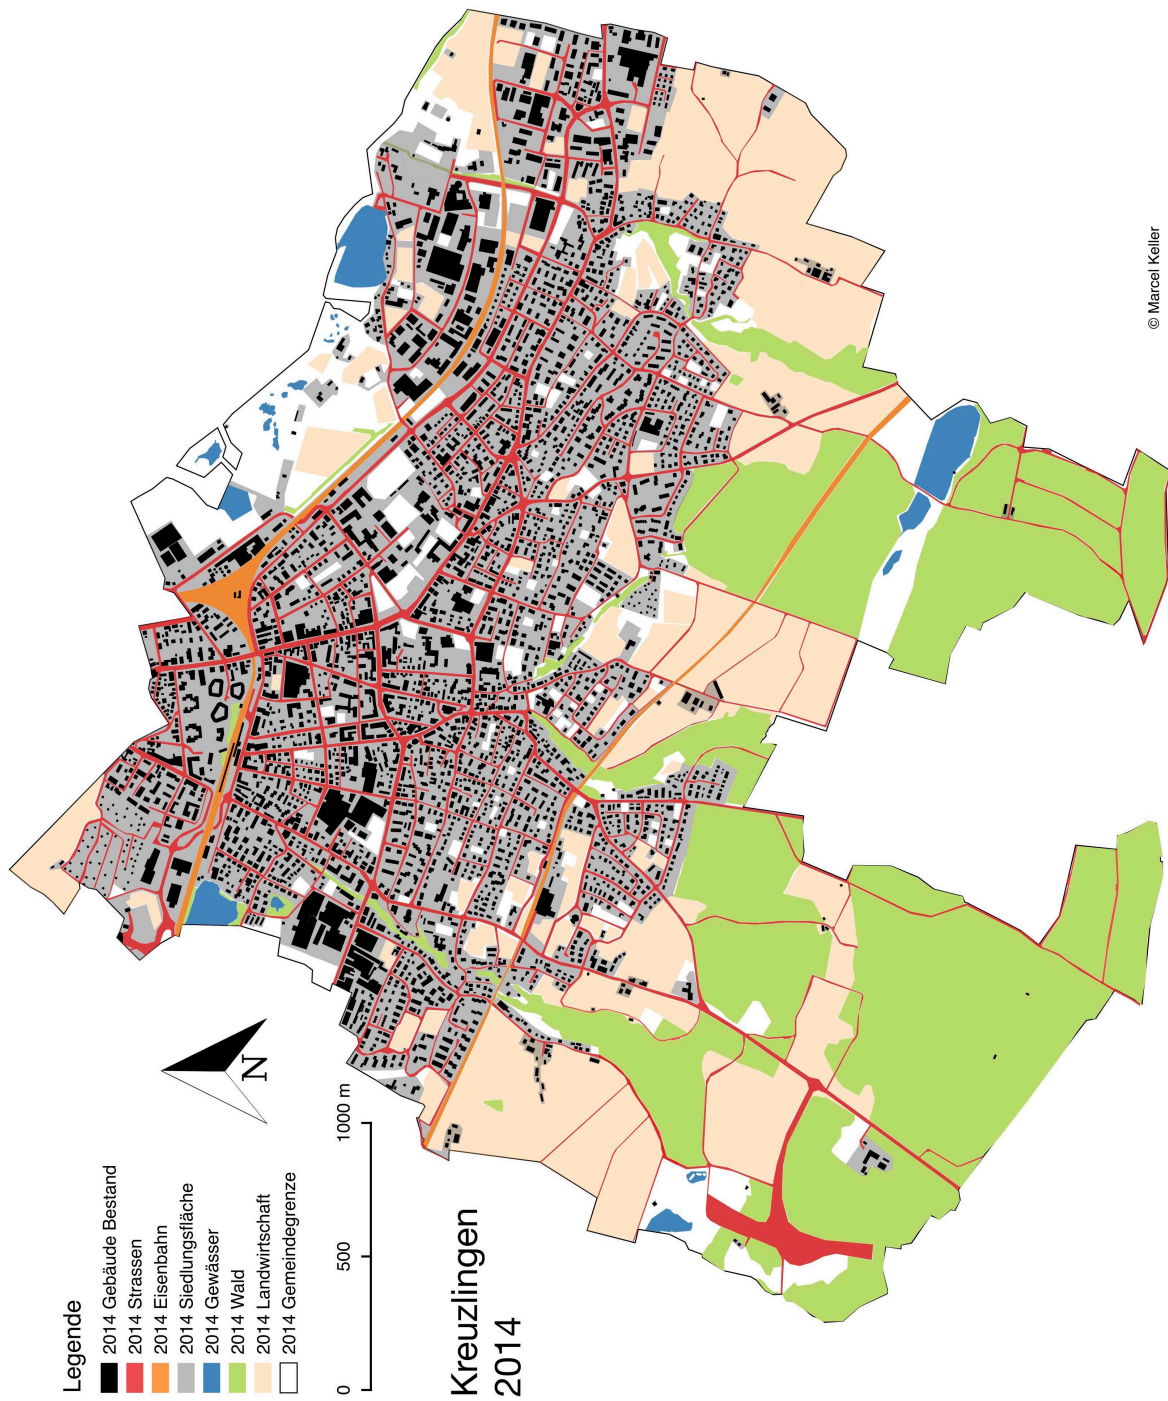 Legende
2014 Gebäude Bestand
2014 Strassen
2014 Eisenbahn
2014 Siedlungsfläche
2014 Gewässer
2014 Wald
2014 Landwirtschaft
2014 Gemeindegrenze
0 500 1000 m
N
Kreuzlingen
2014
© Marcel Keller